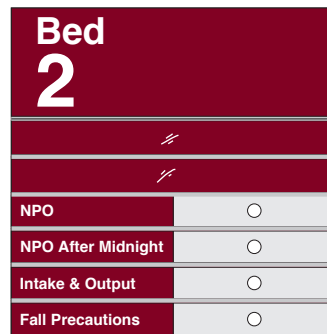 Bed
2
NPO
NPO After Midnight
Intake & Output
Fall Precautions